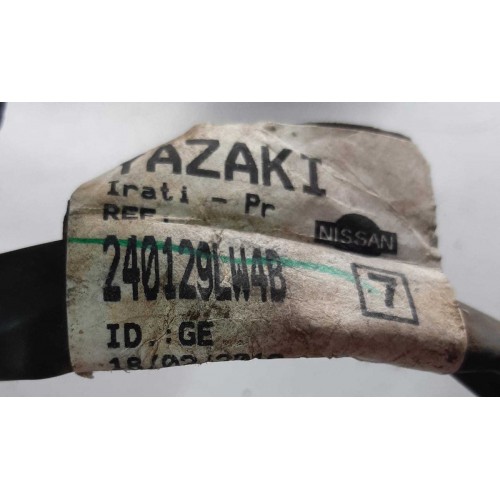 YAZAKI
Irati - Pr
REF.
NISSAN
240129LW4B
7
ID.:GE